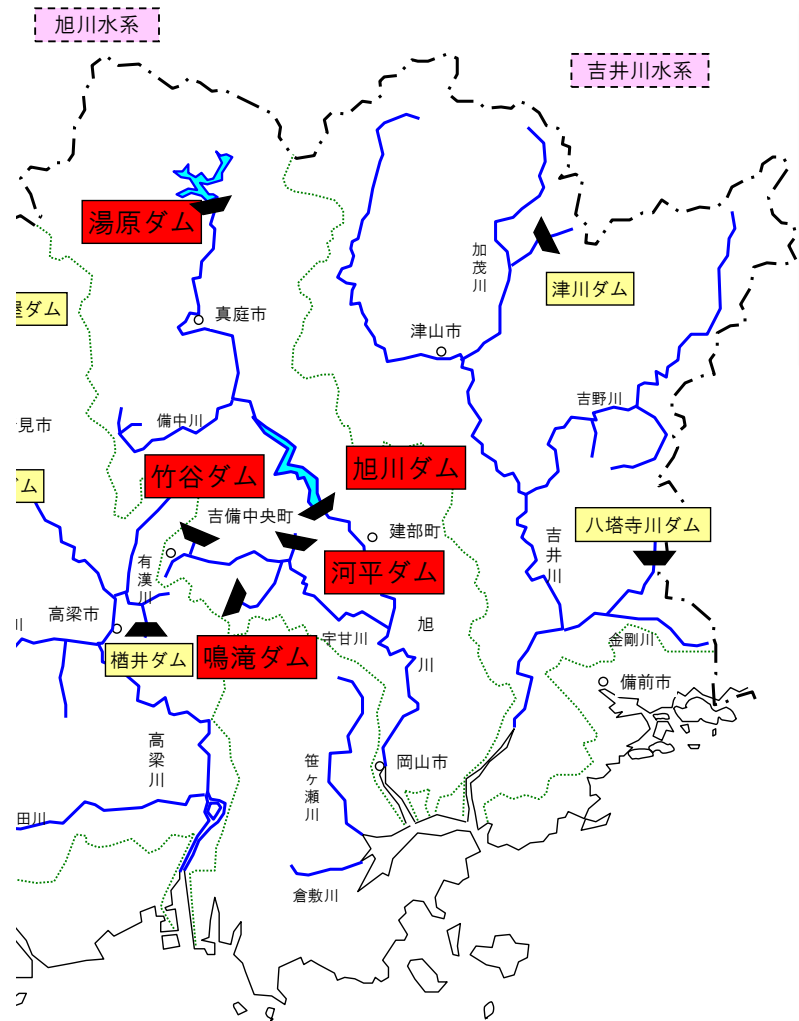 旭川水系
吉井川水系
湯原ダム
加茂川
津川ダム
屋ダム
真庭市
津山市
吉野川
備中川
見市
旭川ダム
竹谷ダム
ダム
吉備中央町
建部町
八塔寺川ダム
有漢川
吉井川
河平ダム
高梁市
川
宇甘川
旭川
金剛川
楢井ダム
鳴滝ダム
備前市
高梁川
笹ヶ瀬川
岡山市
田川
倉敷川